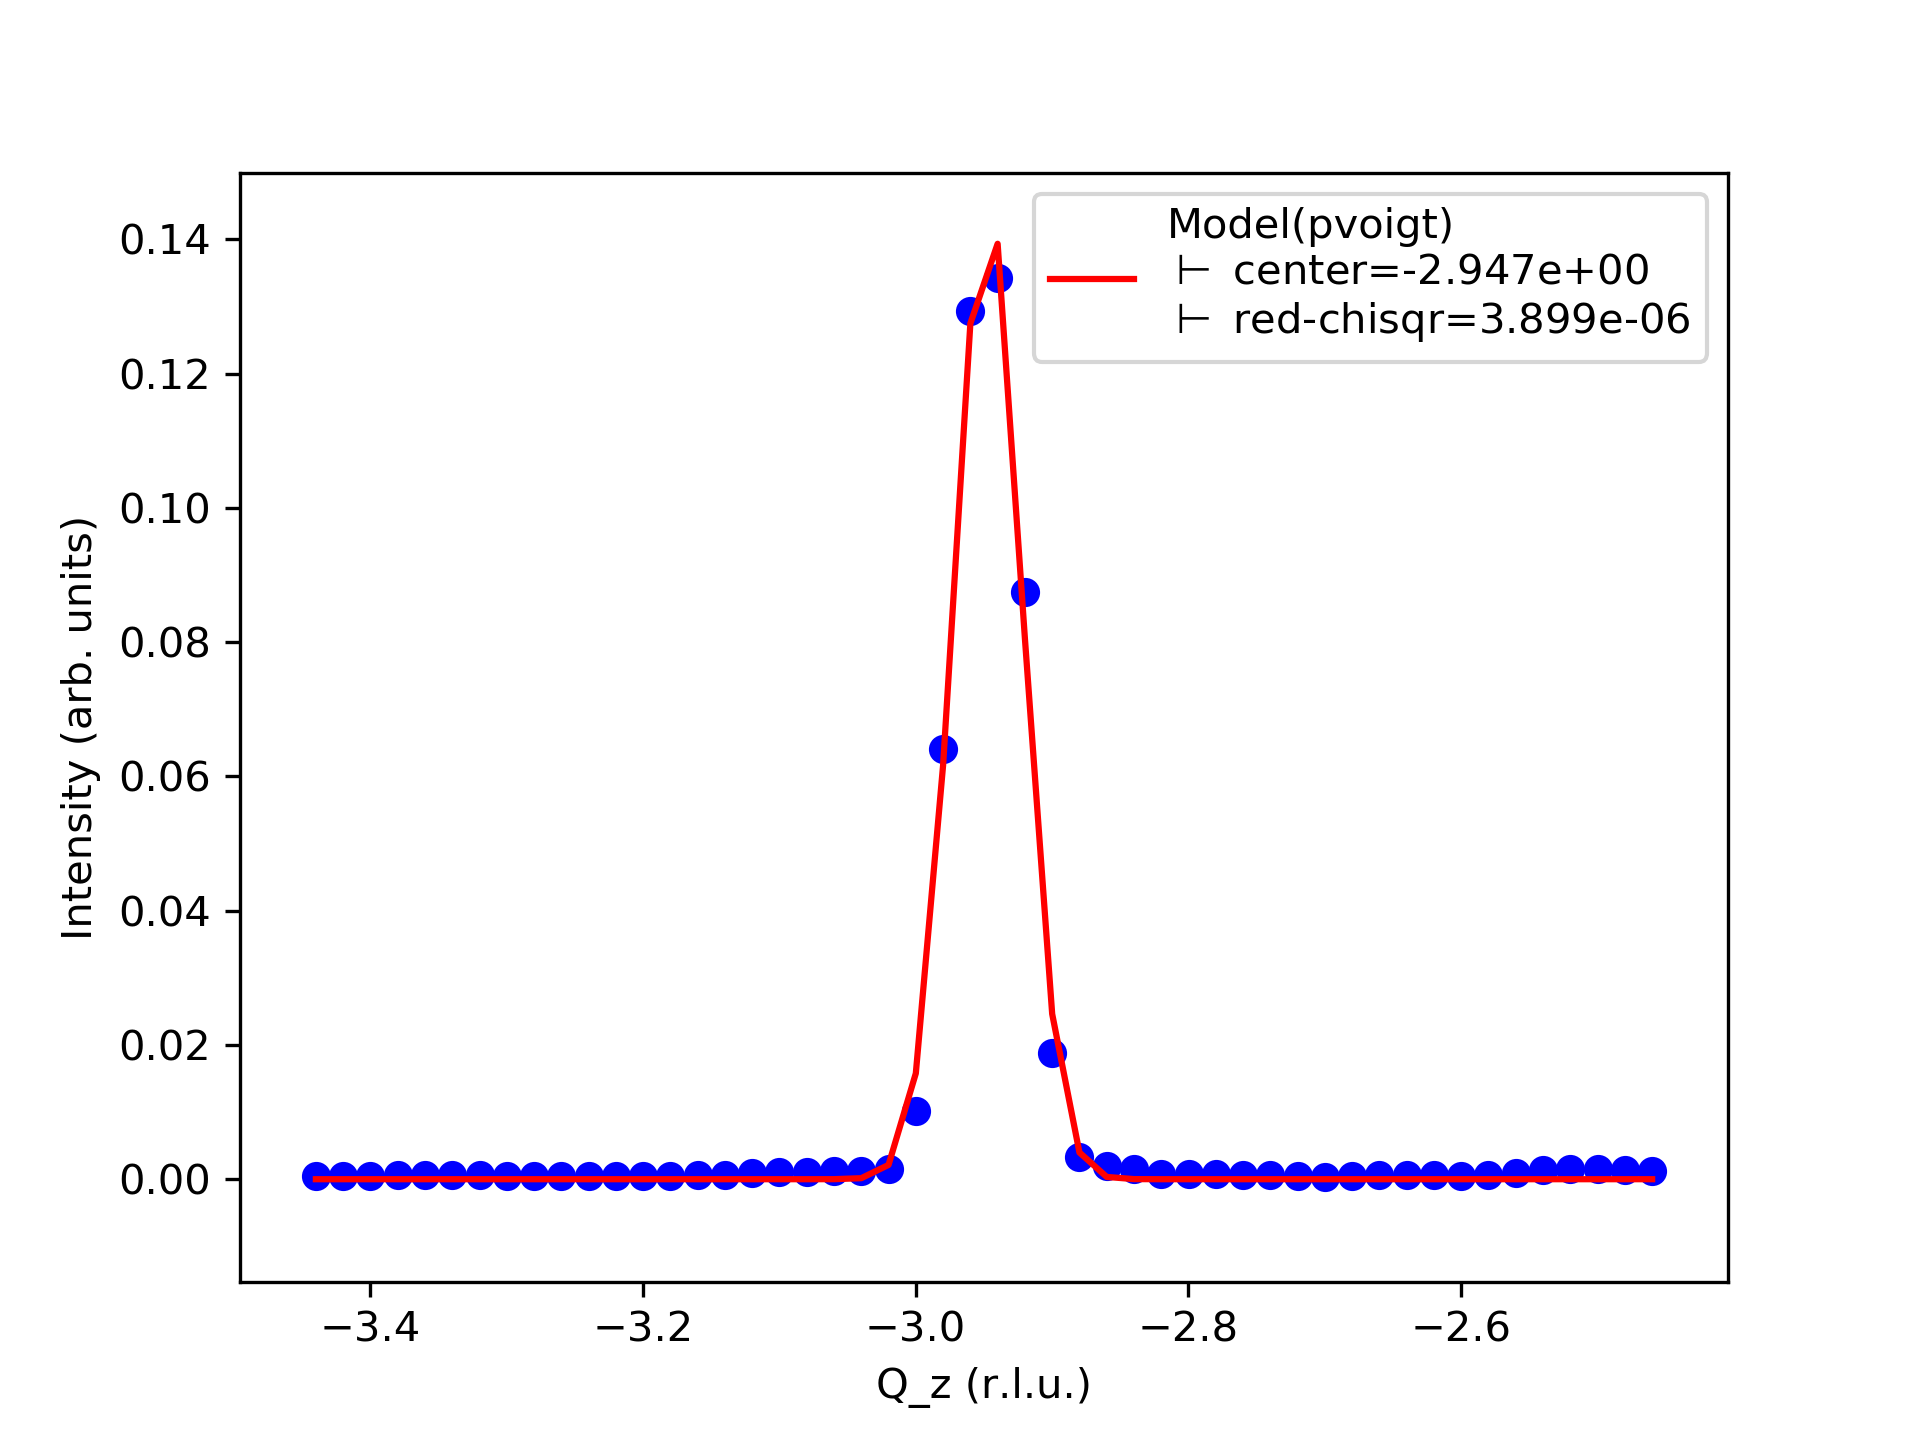 Model(pvoigt)
⊢ center=-2.947e+00
⊢ red-chisqr=3.899e-06
0.14
0.12
0.10
0.08
0.06
0.04
0.02
0.00
Intensity (arb. units)
−3.4 −3.2 −3.0 −2.8 −2.6
Q_z (r.l.u.)